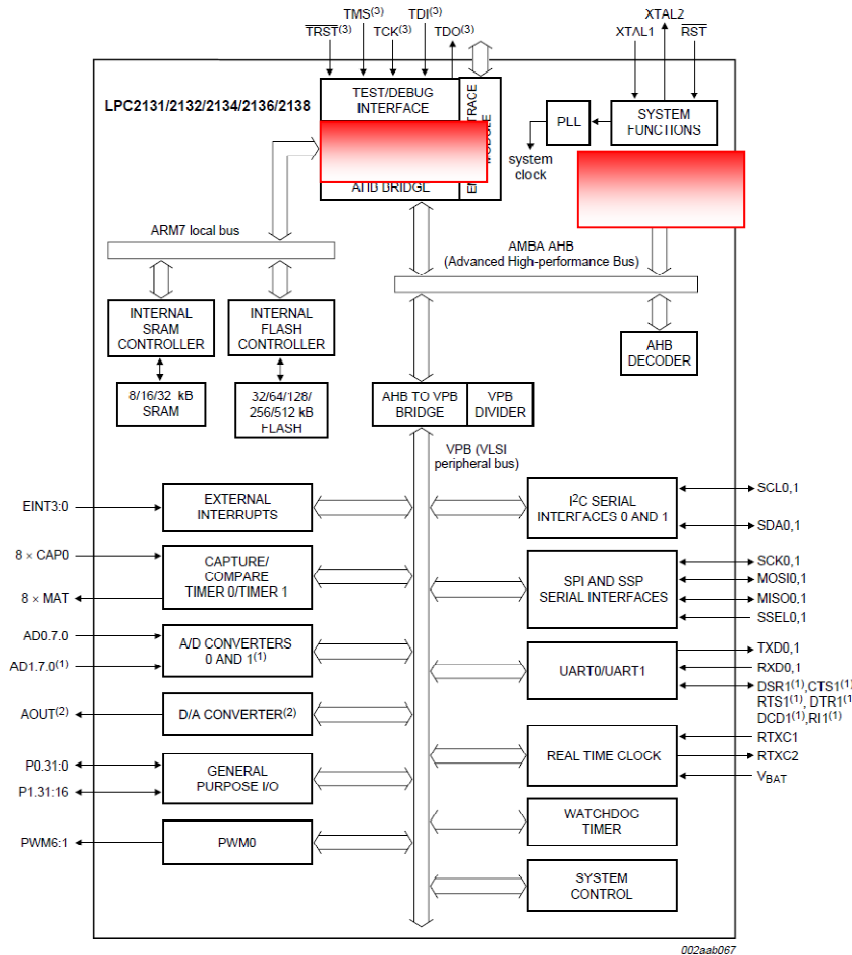 XTAL2
TMS(3) TDI(3)
TRST(3) TCK(3) TDO(3) XTAL1 RST
LPC2131/2132/2134/2136/2138
TEST/DEBUG
INTERFACE
TRACE
MODULE
AHB BRIDGE
PLL
SYSTEM
FUNCTIONS
system
clock
ARM7 local bus
AMBA AHB
(Advanced High-performance Bus)
INTERNAL
SRAM
CONTROLLER
INTERNAL
FLASH
CONTROLLER
AHB
DECODER
8/16/32 kB
SRAM
32/64/128/
256/512 kB
FLASH
AHB TO VPB
BRIDGE
VPB
DIVIDER
VPB (VLSI
peripheral bus)
EINT3:0
EXTERNAL
INTERRUPTS
I2C SERIAL
INTERFACES 0 AND 1
SCL0,1
SDA0,1
8 × CAP0
8 × MAT
CAPTURE/
COMPARE
TIMER 0/TIMER 1
SPI AND SSP
SERIAL INTERFACES
SCK0,1
MOSI0,1
MISO0,1
SSEL0,1
AD0.7.0
AD1.7.0(1)
A/D CONVERTERS
0 AND 1(1)
UART0/UART1
TXD0,1
RXD0,1
DSR1(1),CTS1(1)
RTS1(1), DTR1(1)
DCD1(1),RI1(1)
AOUT(2)
D/A CONVERTER(2)
REAL TIME CLOCK
RTXC1
RTXC2
VBAT
P0.31:0
P1.31:16
GENERAL
PURPOSE I/O
WATCHDOG
TIMER
PWM6:1
PWM0
SYSTEM
CONTROL
002aab067